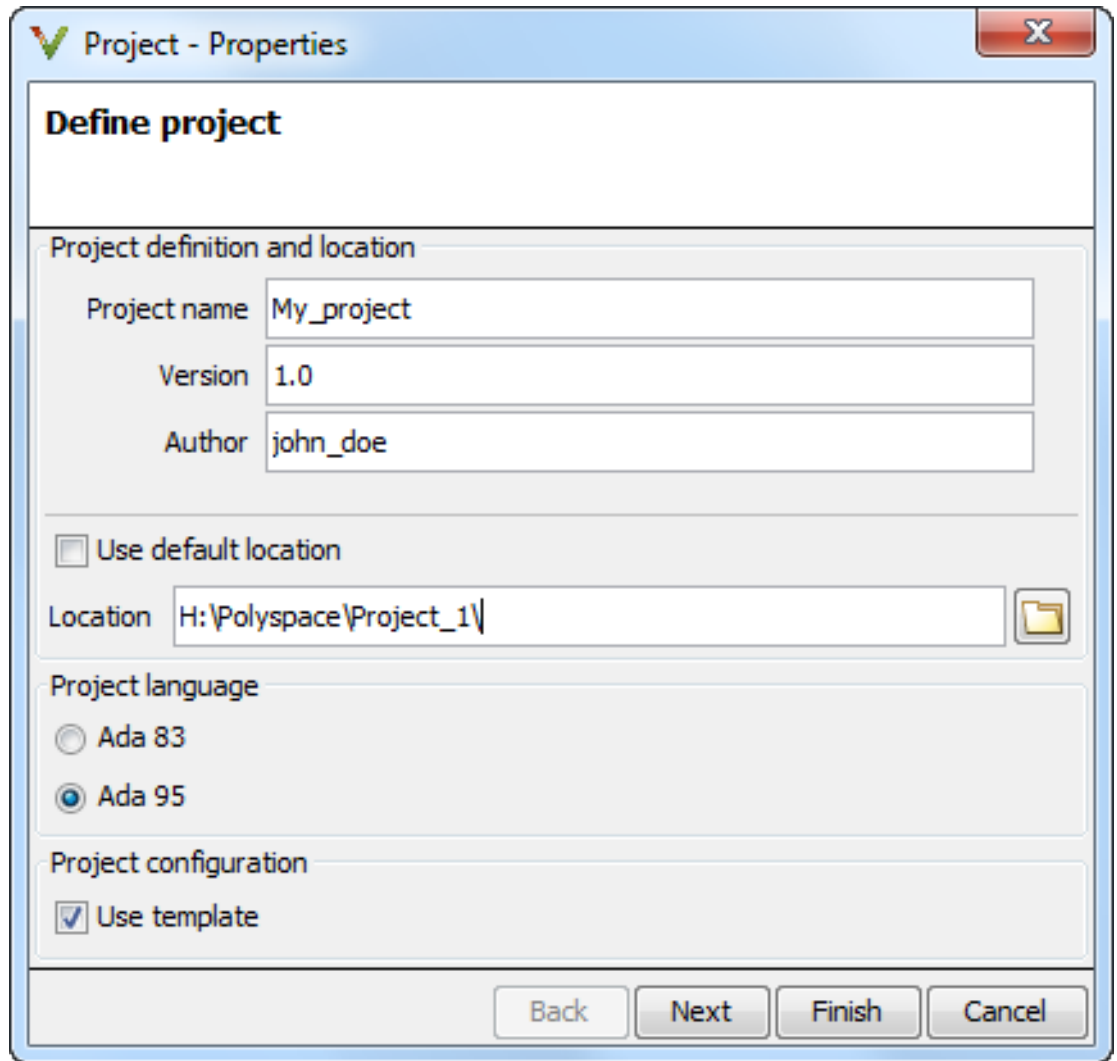 Project - Properties
Define project
Project definition and location
Project name My_project
Version 1.0
Author john_doe
Use default location
Location H:\Polyspace\Project_1\
Project language
Ada 83
Ada 95
Project configuration
Use template
Back Next Finish Cancel